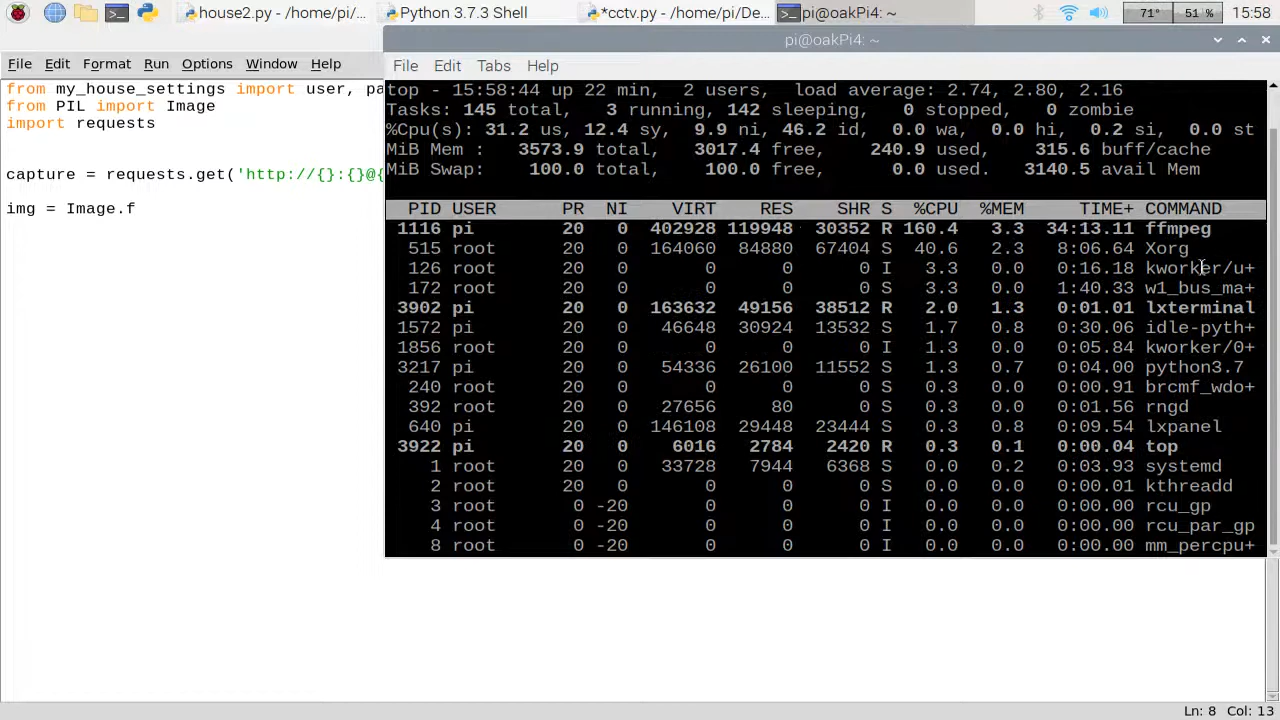 house2.py - /home/pi/... Python 3.7.3 Shell *cctv.py - /home/pi/De... pi@oakPi4: ~ 71° 51 % 15:58
pi@oakPi4: ~
File Edit Format Run Options Window Help
from my_house_settings import user, pa
from PIL import Image
import requests
capture = requests.get('http://{}:{}@{
img = Image.f
File Edit Tabs Help
top - 15:58:44 up 22 min, 2 users, load average: 2.74, 2.80, 2.16
Tasks: 145 total, 3 running, 142 sleeping, 0 stopped, 0 zombie
%Cpu(s): 31.2 us, 12.4 sy, 9.9 ni, 46.2 id, 0.0 wa, 0.0 hi, 0.2 si, 0.0 st
MiB Mem : 3573.9 total, 3017.4 free, 240.9 used, 315.6 buff/cache
MiB Swap: 100.0 total, 100.0 free, 0.0 used. 3140.5 avail Mem
PID USER PR NI VIRT RES SHR S %CPU %MEM TIME+ COMMAND
1116 pi 20 0 402928 119948 30352 R 160.4 3.3 34:13.11 ffmpeg
515 root 20 0 164060 84880 67404 S 40.6 2.3 8:06.64 Xorg
126 root 20 0 0 0 0 I 3.3 0.0 0:16.18 kworker/u+
172 root 20 0 0 0 0 S 3.3 0.0 1:40.33 w1_bus_ma+
3902 pi 20 0 163632 49156 38512 R 2.0 1.3 0:01.01 lxterminal
1572 pi 20 0 46648 30924 13532 S 1.7 0.8 0:30.06 idle-pyth+
1856 root 20 0 0 0 0 I 1.3 0.0 0:05.84 kworker/0+
3217 pi 20 0 54336 26100 11552 S 1.3 0.7 0:04.00 python3.7
240 root 20 0 0 0 0 S 0.3 0.0 0:00.91 brcmf_wdo+
392 root 20 0 27656 80 0 S 0.3 0.0 0:01.56 rngd
640 pi 20 0 146108 29448 23444 S 0.3 0.8 0:09.54 lxpanel
3922 pi 20 0 6016 2784 2420 R 0.3 0.1 0:00.04 top
1 root 20 0 33728 7944 6368 S 0.0 0.2 0:03.93 systemd
2 root 20 0 0 0 0 S 0.0 0.0 0:00.01 kthreadd
3 root 0 -20 0 0 0 I 0.0 0.0 0:00.00 rcu_gp
4 root 0 -20 0 0 0 I 0.0 0.0 0:00.00 rcu_par_gp
8 root 0 -20 0 0 0 I 0.0 0.0 0:00.00 mm_percpu+
Ln: 8 Col: 13